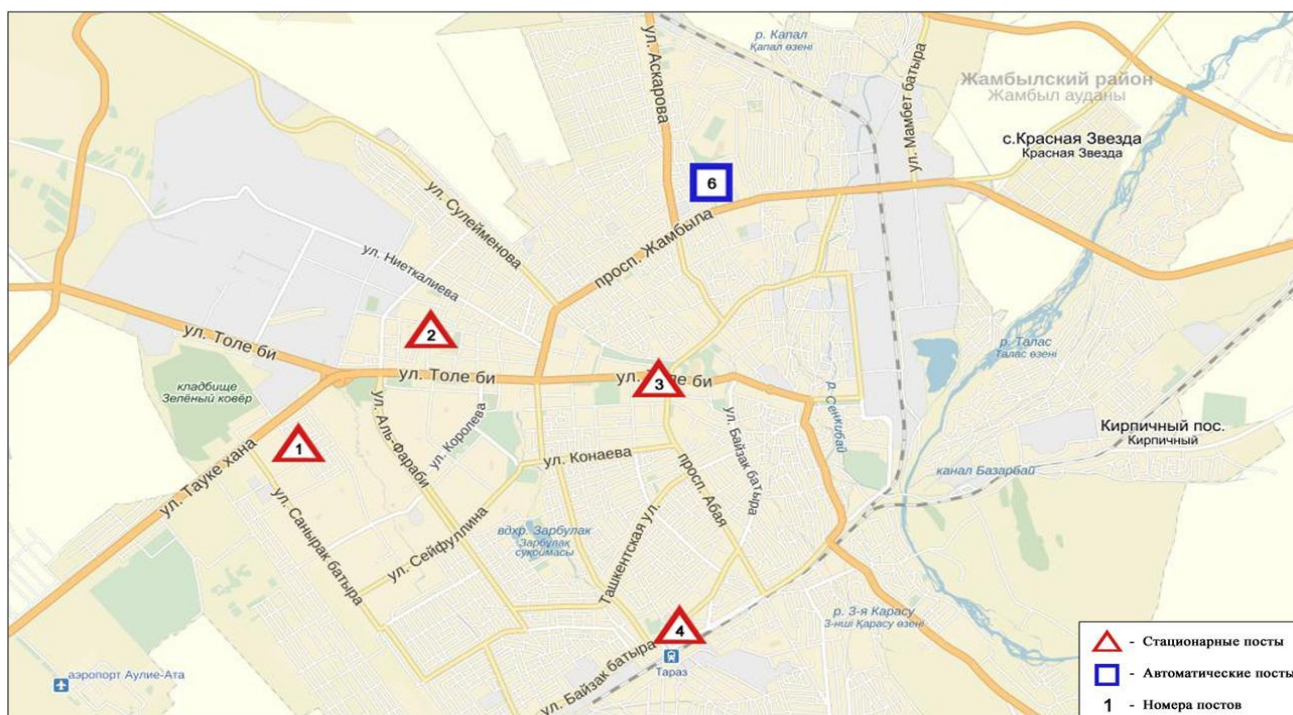 р. Капал
Қапал өзені
ул. Аскарова
ул. Мамбет батыра
Жамбылский район
Жамбыл ауданы
с.Красная Звезда
Красная Звезда
6
ул. Сулейменова
просп. Жамбыла
ул. Ниеткалиева
2
ул. Толе би
ул. Толе би
ул. Толе би
3
р. Талас
Талас өзені
кладбище
Зелёный ковёр
р. Сенкибай
ул. Аль-Фараби
ул. Королева
ул. Байзак батыра
Кирпичный пос.
Кирпичный
1
ул. Тауке хана
ул. Конаева
просп. Абая
канал Базарбай
ул. Санырак батыра
ул. Сейфуллина
вдхр. Зарбулак
Зарбұлақ
суқоймасы
Ташкентская ул.
р. 3-я Карасу
3-нші Қарасу өзені
4
ул. Байзак батыра
Тараз
аэропорт Аулие-Ата
- Стационарные посты
- Автоматические посты
1 - Номера постов